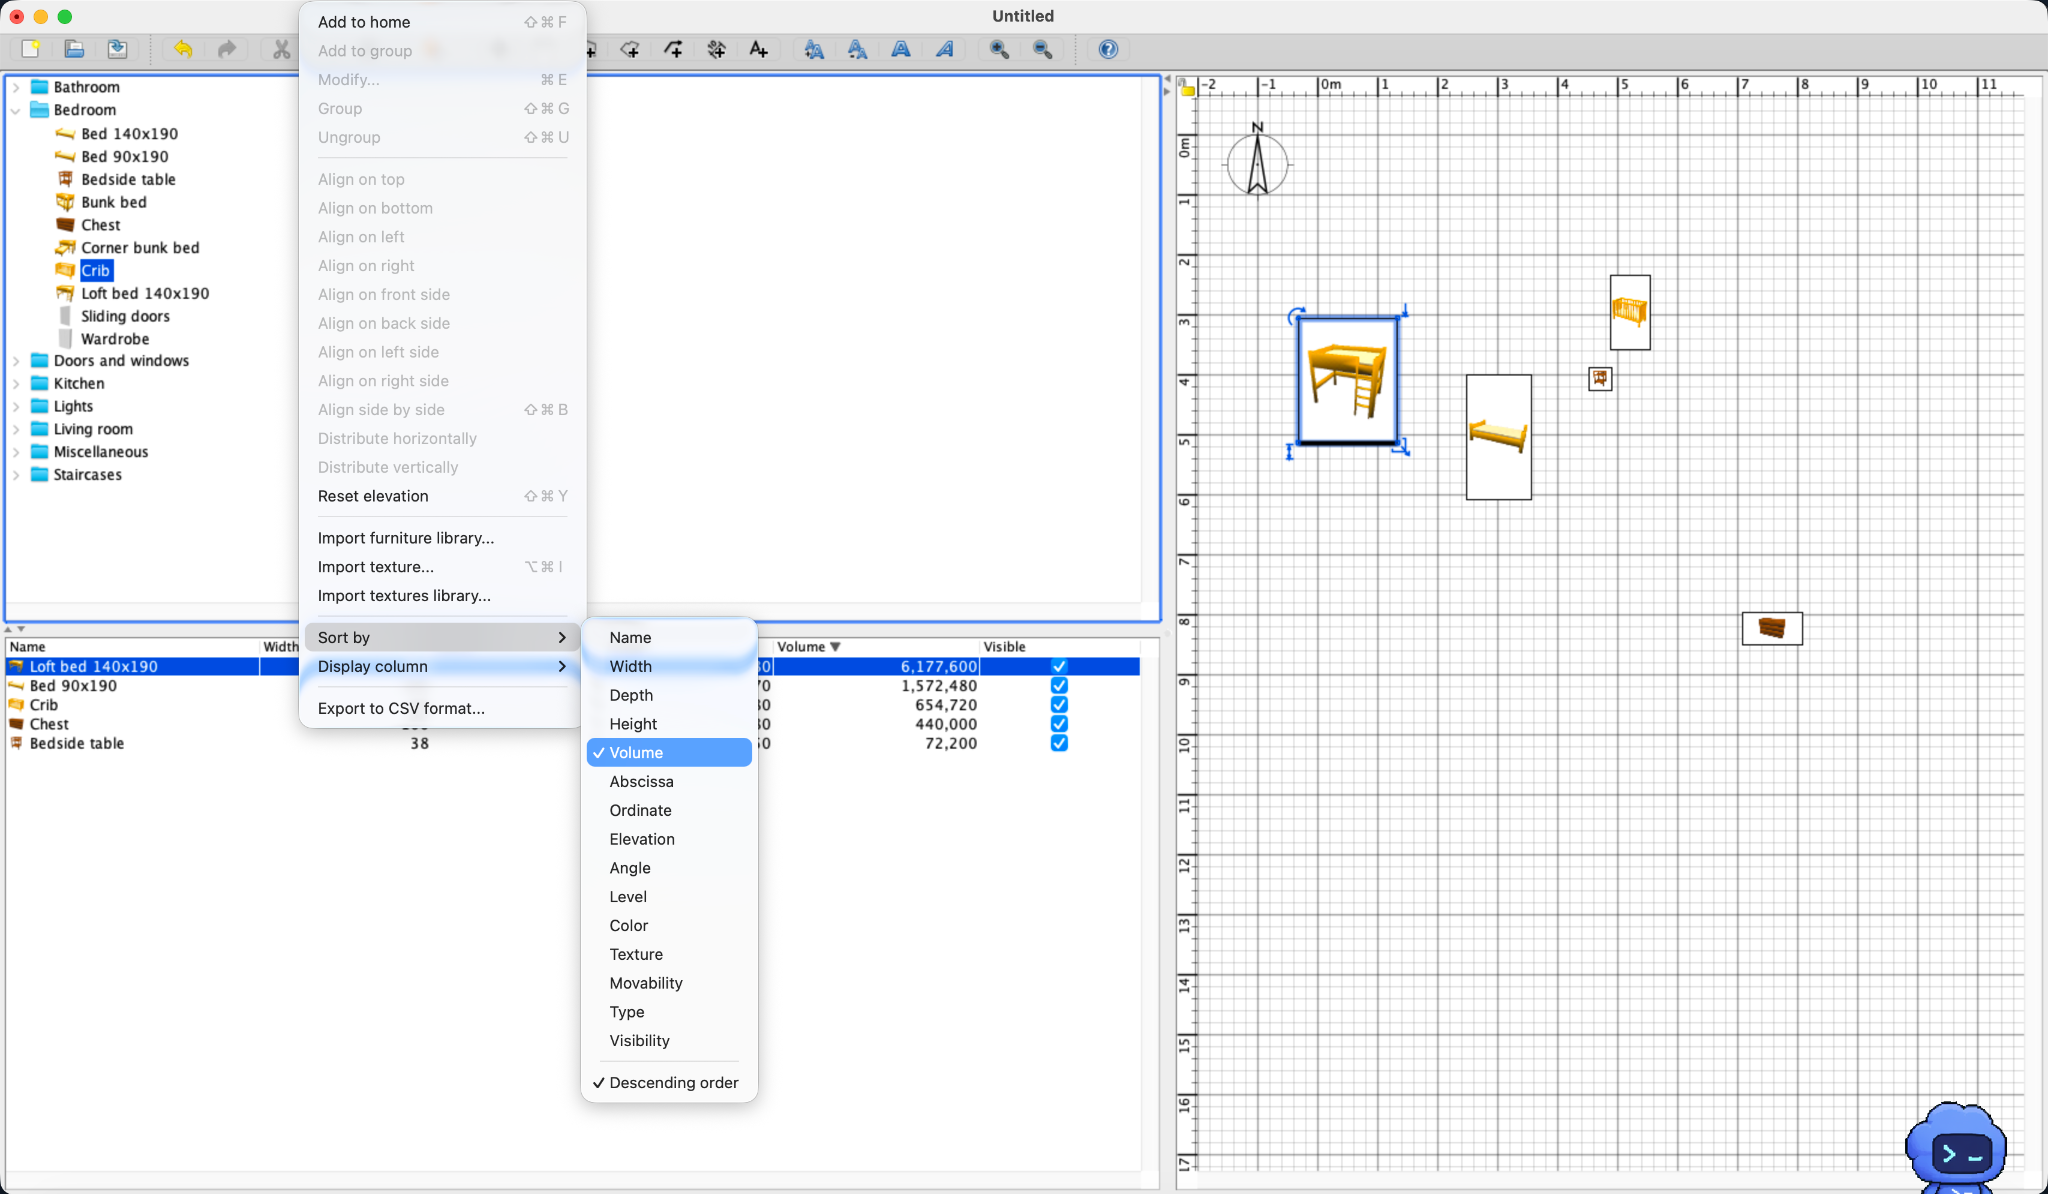 Untitled
Bathroom
Bedroom
Bed 140x190
Bed 90x190
Bedside table
Bunk bed
Chest
Corner bunk bed
Crib
Loft bed 140x190
Sliding doors
Wardrobe
Doors and windows
Kitchen
Lights
Living room
Miscellaneous
Staircases
Add to home ⇧⌘F
Add to group
Modify... ⌘E
Group ⇧⌘G
Ungroup ⇧⌘U
Align on top
Align on bottom
Align on left
Align on right
Align on front side
Align on back side
Align on left side
Align on right side
Align side by side ⇧⌘B
Distribute horizontally
Distribute vertically
Reset elevation ⇧⌘Y
Import furniture library...
Import texture... ⌥⌘I
Import textures library...
Sort by
Display column
Export to CSV format...
Name
Width
Depth
Height
Volume
Abscissa
Ordinate
Elevation
Angle
Level
Color
Texture
Movability
Type
Visibility
Descending order
Name Width Volume Visible
Loft bed 140x190 6,177,600
Bed 90x190 1,572,480
Crib 654,720
Chest 440,000
Bedside table 38 72,200
-2 -1 0m 1 2 3 4 5 6 7 8 9 10 11
N
0m
1
2
3
4
5
6
7
8
9
10
11
12
13
14
15
16
17